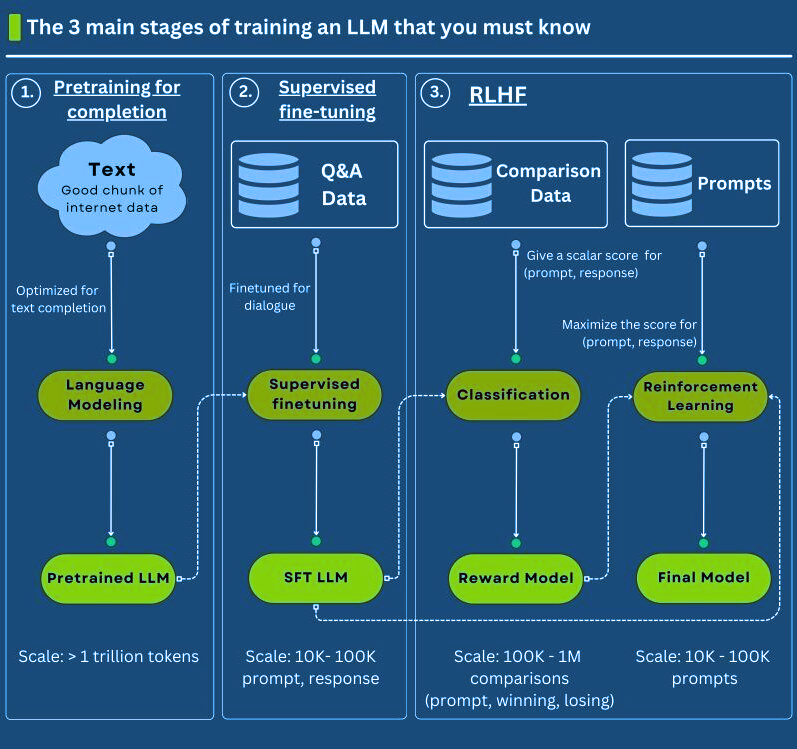 The 3 main stages of training an LLM that you must know
1.
Pretraining for
completion
Text
Good chunk of
internet data
Optimized for
text completion
Language
Modeling
Pretrained LLM
Scale: > 1 trillion tokens
2.
Supervised
fine-tuning
Q&A
Data
Finetuned for
dialogue
Supervised
finetuning
SFT LLM
Scale: 10K- 100K
prompt, response
3.
RLHF
Comparison
Data
Give a scalar score for
(prompt, response)
Classification
Reward Model
Scale: 100K - 1M
comparisons
(prompt, winning, losing)
Prompts
Maximize the score for
(prompt, response)
Reinforcement
Learning
Final Model
Scale: 10K - 100K
prompts